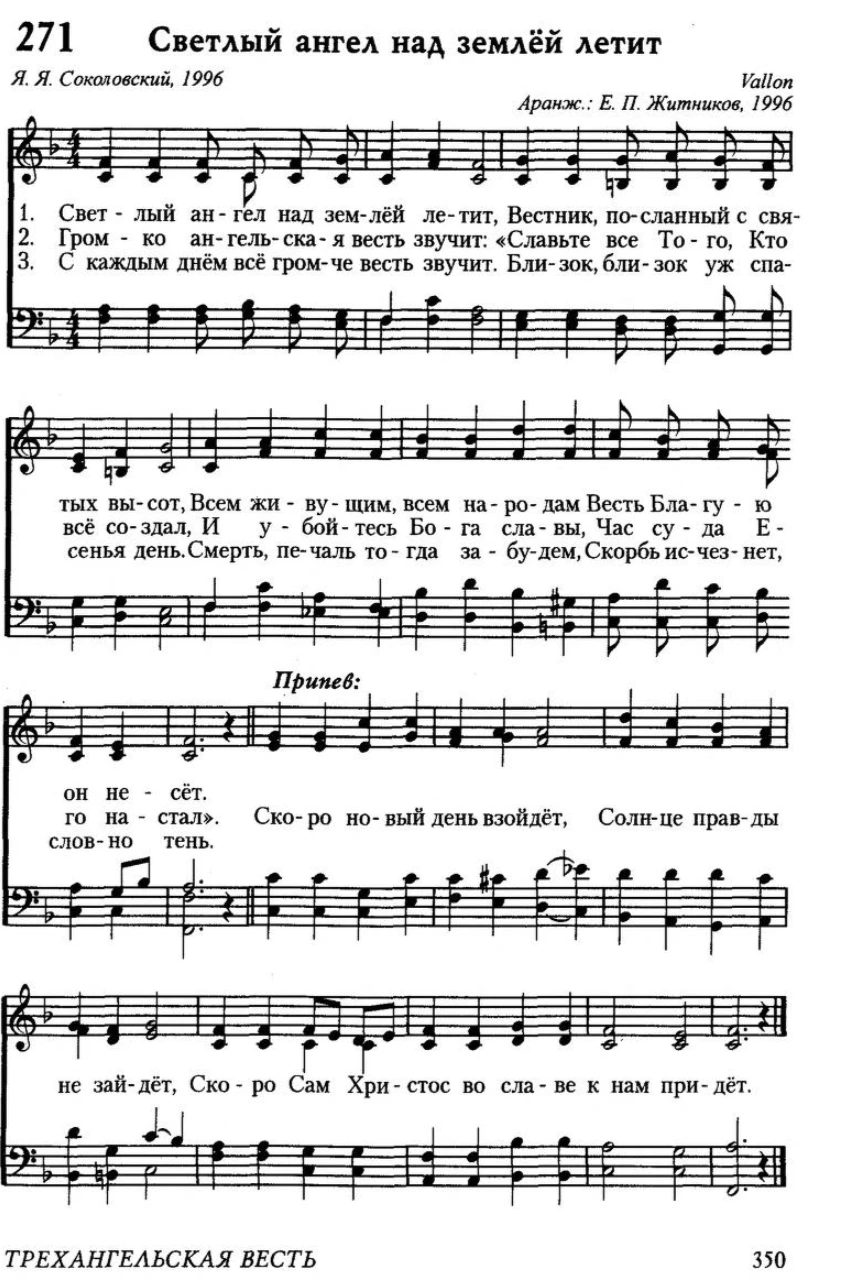 271 Светлый ангел над землёй летит
Я. Я. Соколовский, 1996
Vallon
Аранж.: Е. П. Житников, 1996
1. Свет - лый ан - гел над зем - лёй ле - тит, Вестник, по - сланный с свя-
2. Гром - ко ан - гель - ска - я весть звучит: «Славьте все То - го, Кто
3. С каждым днём всё гром - че весть звучит. Бли - зок, бли - зок уж спа-
тых вы - сот, Всем жи - ву - щим, всем на - ро - дам Весть Бла - гу - ю
всё со - здал, И у - бой - тесь Бо - га сла - вы, Час су - да Е -
сенья день. Смерть, пе - чаль то - гда за - бу - дем, Скорбь ис - чез - нет,
Припев:
он не - сёт.
го на - стал». Ско - ро но - вый день взойдёт, Солн - це прав - ды
слов - но тень.
не зай - дёт, Ско - ро Сам Хри - стос во сла - ве к нам при - дёт.
ТРЕХАНГЕЛЬСКАЯ ВЕСТЬ 350